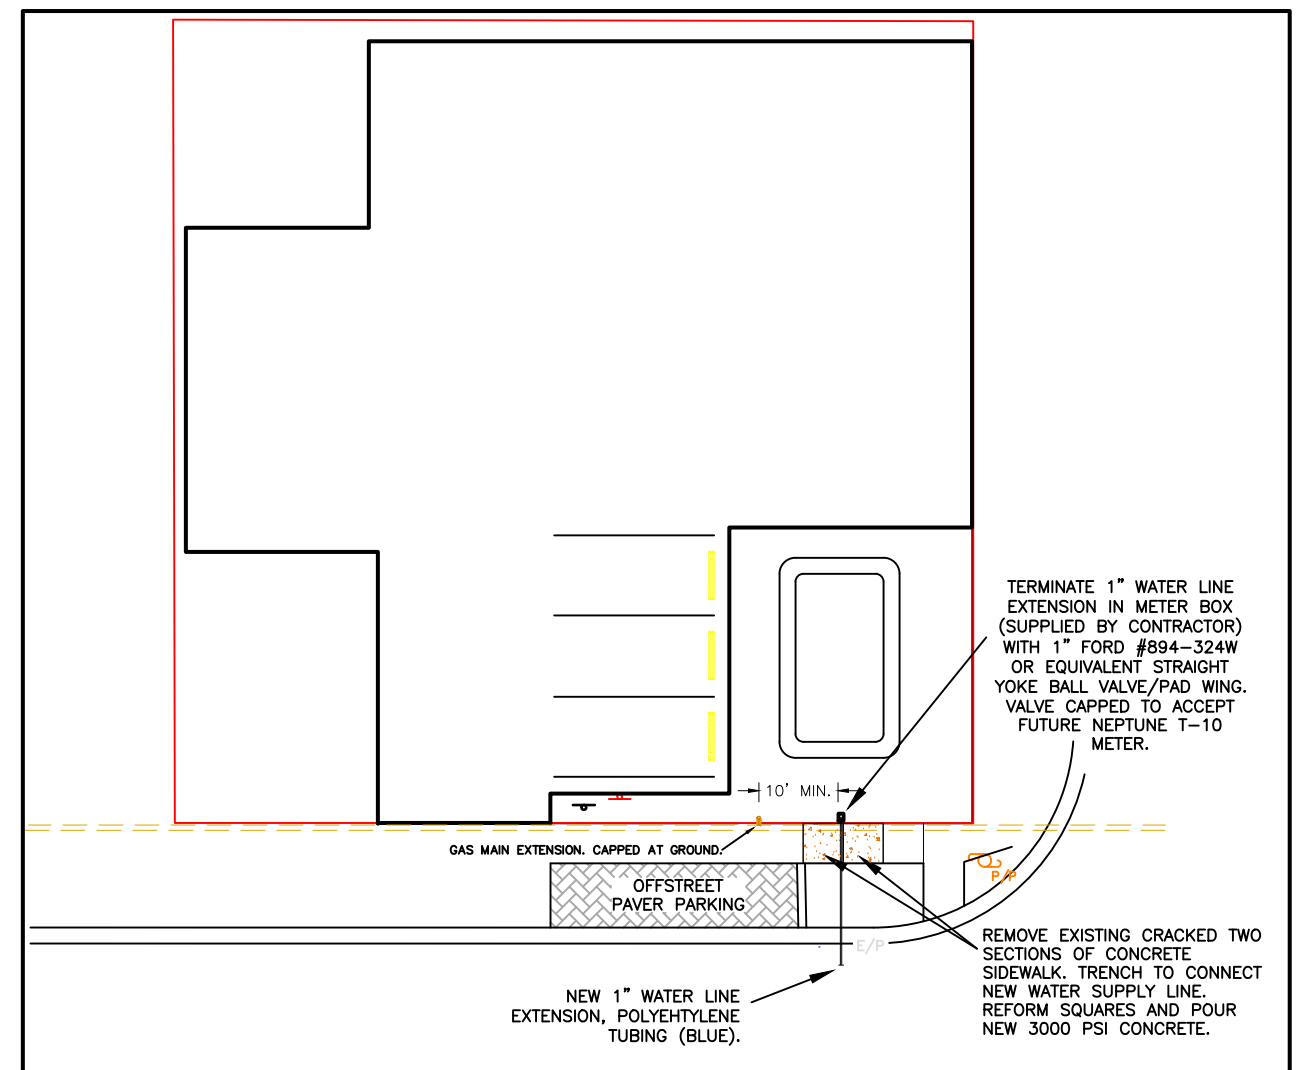 TERMINATE 1" WATER LINE
EXTENSION IN METER BOX
(SUPPLIED BY CONTRACTOR)
WITH 1" FORD #894-324W
OR EQUIVALENT STRAIGHT
YOKE BALL VALVE/PAD WING.
VALVE CAPPED TO ACCEPT
FUTURE NEPTUNE T-10
METER.
10' MIN.
GAS MAIN EXTENSION. CAPPED AT GROUND.
P/P
OFFSTREET
PAVER PARKING
E/P
REMOVE EXISTING CRACKED TWO
SECTIONS OF CONCRETE
SIDEWALK. TRENCH TO CONNECT
NEW WATER SUPPLY LINE.
REFORM SQUARES AND POUR
NEW 3000 PSI CONCRETE.
NEW 1" WATER LINE
EXTENSION, POLYEHTYLENE
TUBING (BLUE).